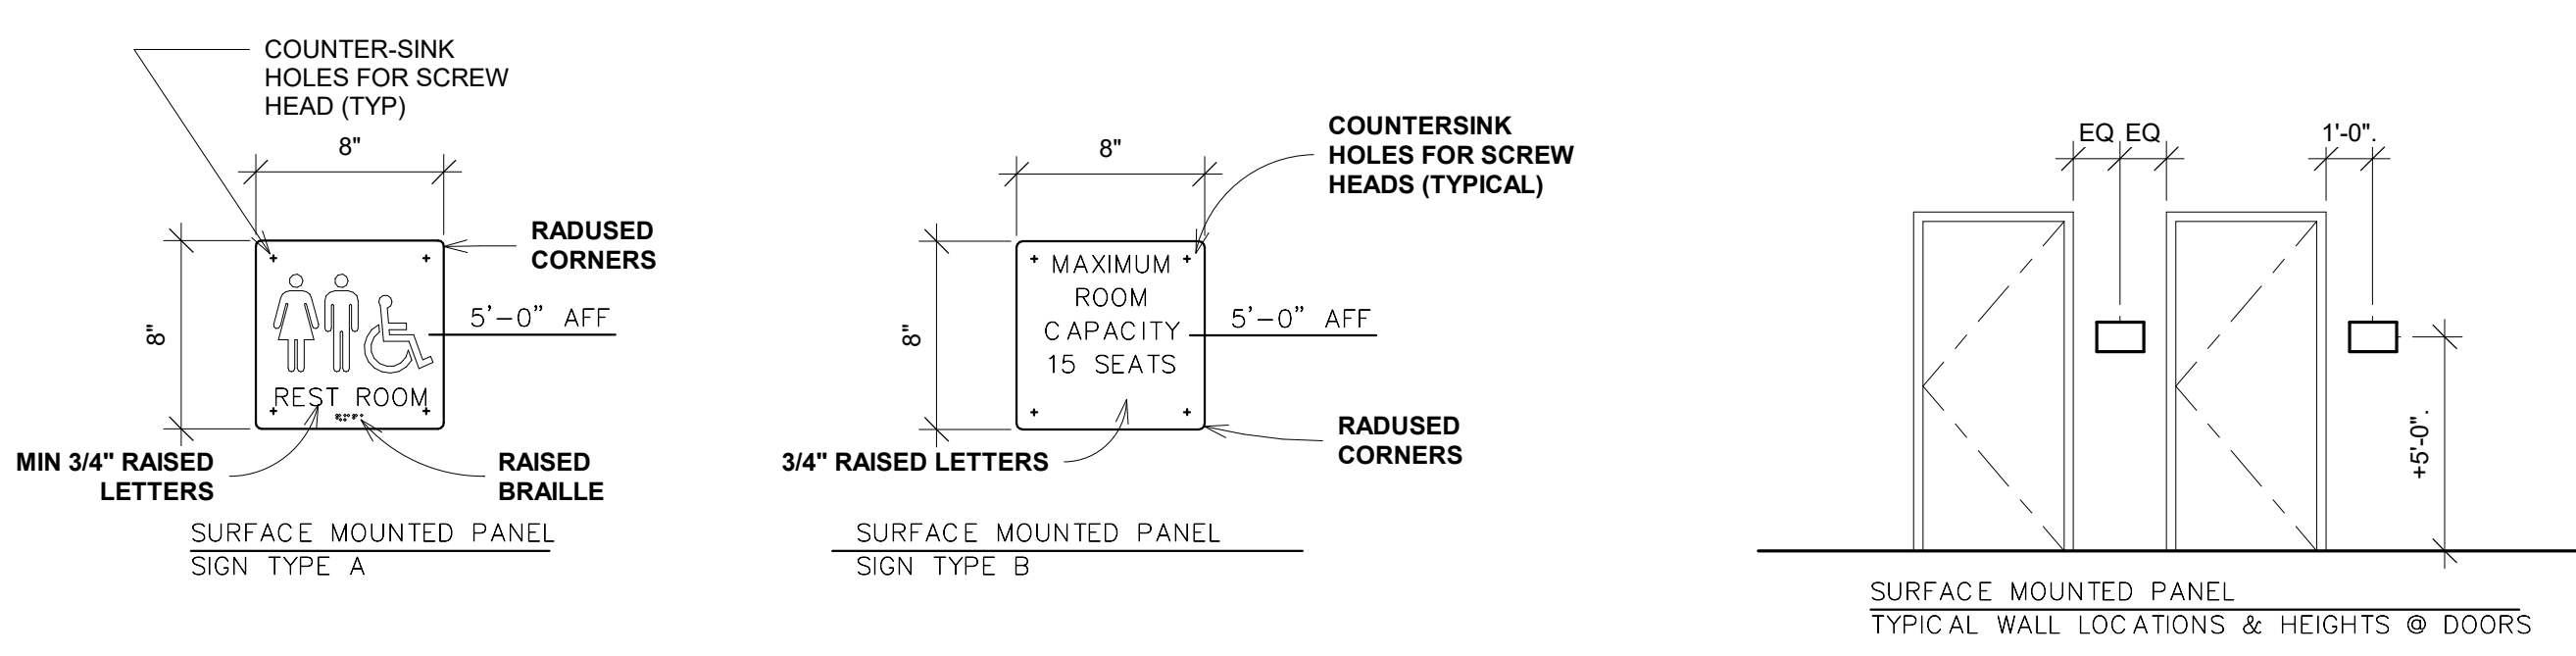 COUNTER-SINK
HOLES FOR SCREW
HEAD (TYP)
8"
RADUSED
CORNERS
8"
5'-0" AFF
REST ROOM
MIN 3/4" RAISED
LETTERS
RAISED
BRAILLE
SURFACE MOUNTED PANEL
SIGN TYPE A
COUNTERSINK
HOLES FOR SCREW
HEADS (TYPICAL)
8"
8"
MAXIMUM
ROOM
CAPACITY
15 SEATS
5'-0" AFF
RADUSED
CORNERS
3/4" RAISED LETTERS
SURFACE MOUNTED PANEL
SIGN TYPE B
EQ EQ
1'-0".
+5'-0".
SURFACE MOUNTED PANEL
TYPICAL WALL LOCATIONS & HEIGHTS @ DOORS